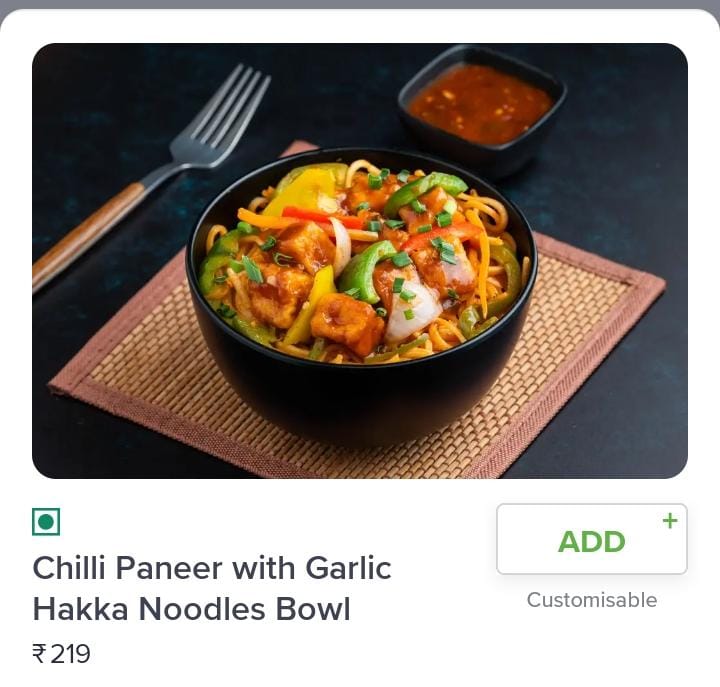 ADD
+
Chilli Paneer with Garlic
Hakka Noodles Bowl
Customisable
₹219